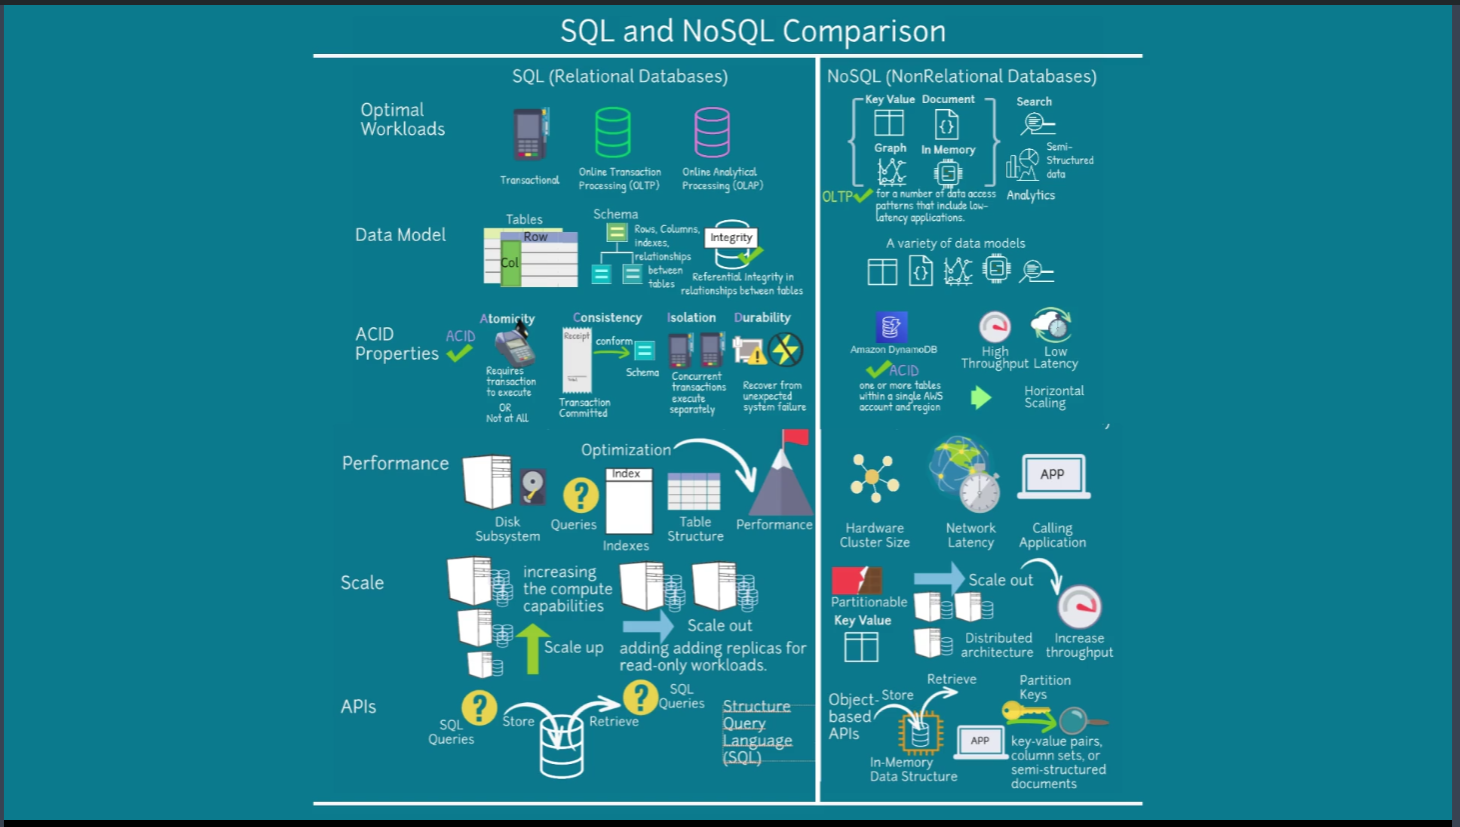 SQL and NoSQL Comparison
SQL (Relational Databases)
NoSQL (NonRelational Databases)
Optimal
Workloads
Transactional
Online Transaction
Processing (OLTP)
Online Analytical
Processing (OLAP)
Key Value
Document
Graph
In Memory
Search
Semi-
Structured
data
Analytics
OLTP
for a number of data access
patterns that include low-
latency applications.
Data Model
Tables
Row
Col
Schema
Rows, Columns,
indexes,
relationships
between
tables
Integrity
Referential Integrity in
relationships between tables
A variety of data models
ACID
Properties
ACID
Atomicity
Requires
transaction
to execute
OR
Not at All
Consistency
Receipt
conform
Schema
Transaction
Committed
Isolation
Concurrent
transactions
execute
separately
Durability
Recover from
unexpected
system failure
Amazon DynamoDB
ACID
one or more tables
within a single AWS
account and region
High
Throughput
Low
Latency
Horizontal
Scaling
Performance
Disk
Subsystem
Queries
Optimization
Index
Indexes
Table
Structure
Performance
Hardware
Cluster Size
Network
Latency
APP
Calling
Application
Scale
increasing
the compute
capabilities
Scale up
Scale out
adding adding replicas for
read-only workloads.
Partitionable
Key Value
Scale out
Distributed
architecture
Increase
throughput
APIs
SQL
Queries
Store
Retrieve
SQL
Queries
Structure
Query
Language
(SQL)
Object-
based
APIs
Store
Retrieve
In-Memory
Data Structure
APP
Partition
Keys
key-value pairs,
column sets, or
semi-structured
documents